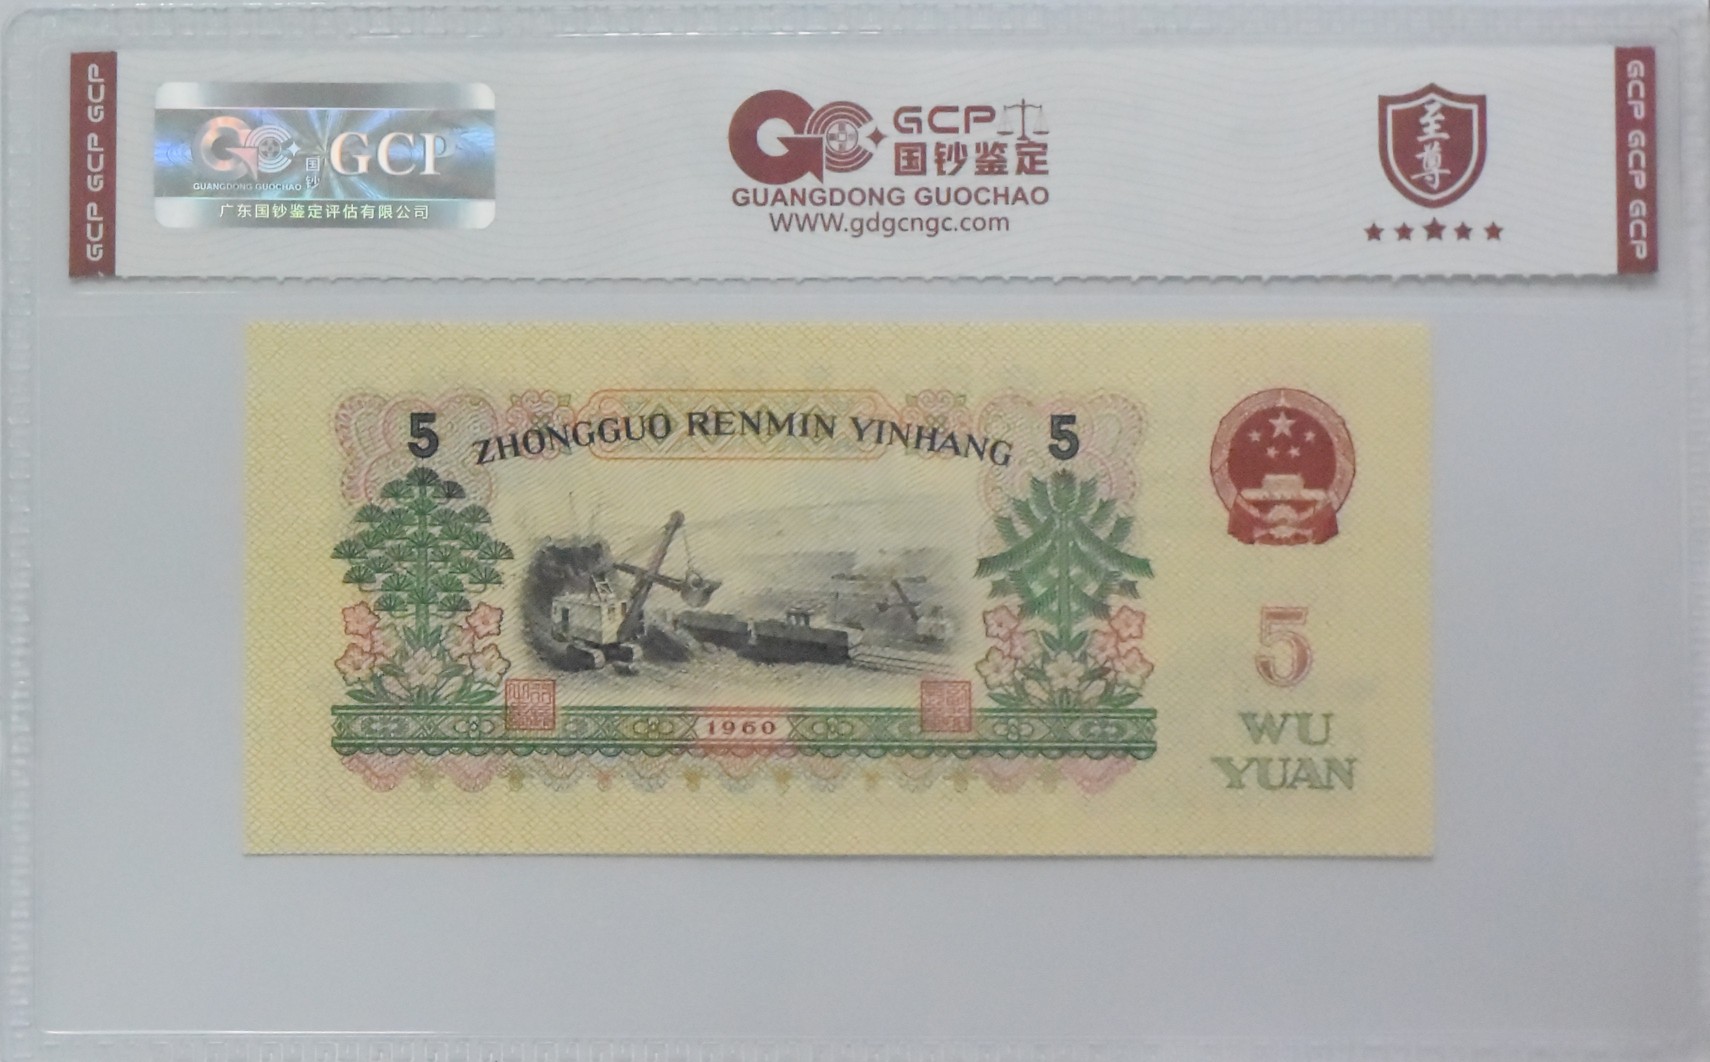 GCP GCP GCP
国钞
GCP
GUANGDONG GUOCHAO
广东国钞鉴定评估有限公司
GCP
国钞鉴定
GUANGDONG GUOCHAO
WWW.gdgcngc.com
至尊
GCP GCP GCP
5 ZHONGGUO RENMIN YINHANG 5
1960
5
WU
YUAN